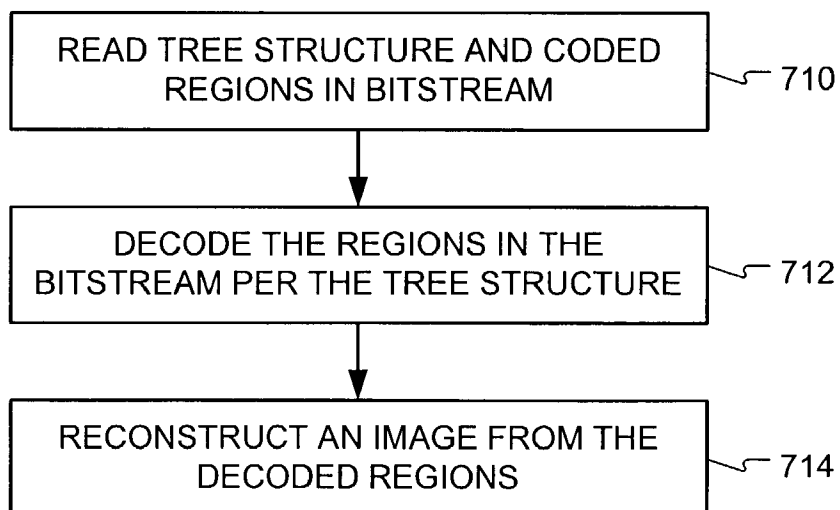 READ TREE STRUCTURE AND CODED
REGIONS IN BITSTREAM
710
DECODE THE REGIONS IN THE
BITSTREAM PER THE TREE STRUCTURE
712
RECONSTRUCT AN IMAGE FROM THE
DECODED REGIONS
714